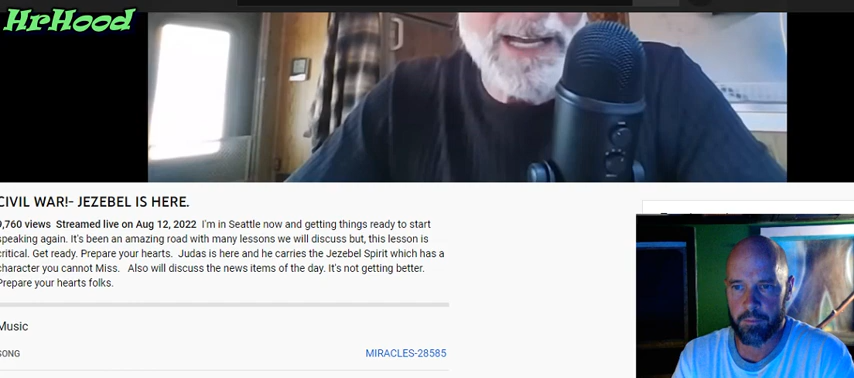 HrHood
CIVIL WAR!- JEZEBEL IS HERE.
9,760 views Streamed live on Aug 12, 2022 I'm in Seattle now and getting things ready to start
speaking again. It's been an amazing road with many lessons we will discuss but, this lesson is
critical. Get ready. Prepare your hearts. Judas is here and he carries the Jezebel Spirit which has a
character you cannot Miss. Also will discuss the news items of the day. It's not getting better.
Prepare your hearts folks.
Music
SONG
MIRACLES-28585